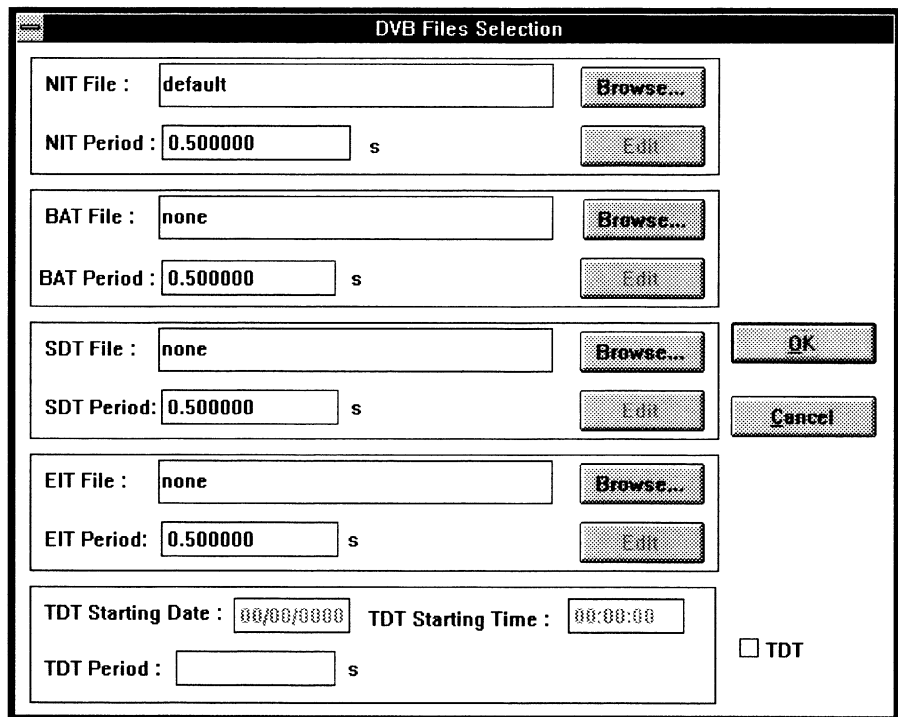 DVB Files Selection
NIT File : default Browse...
NIT Period : 0.500000 s Edit
BAT File : none Browse...
BAT Period : 0.500000 s Edit
SDT File : none Browse...
SDT Period: 0.500000 s Edit
OK
Cancel
EIT File : none Browse...
EIT Period: 0.500000 s Edit
TDT Starting Date : 00/00/0000 TDT Starting Time : 00:00:00
TDT Period : s
TDT